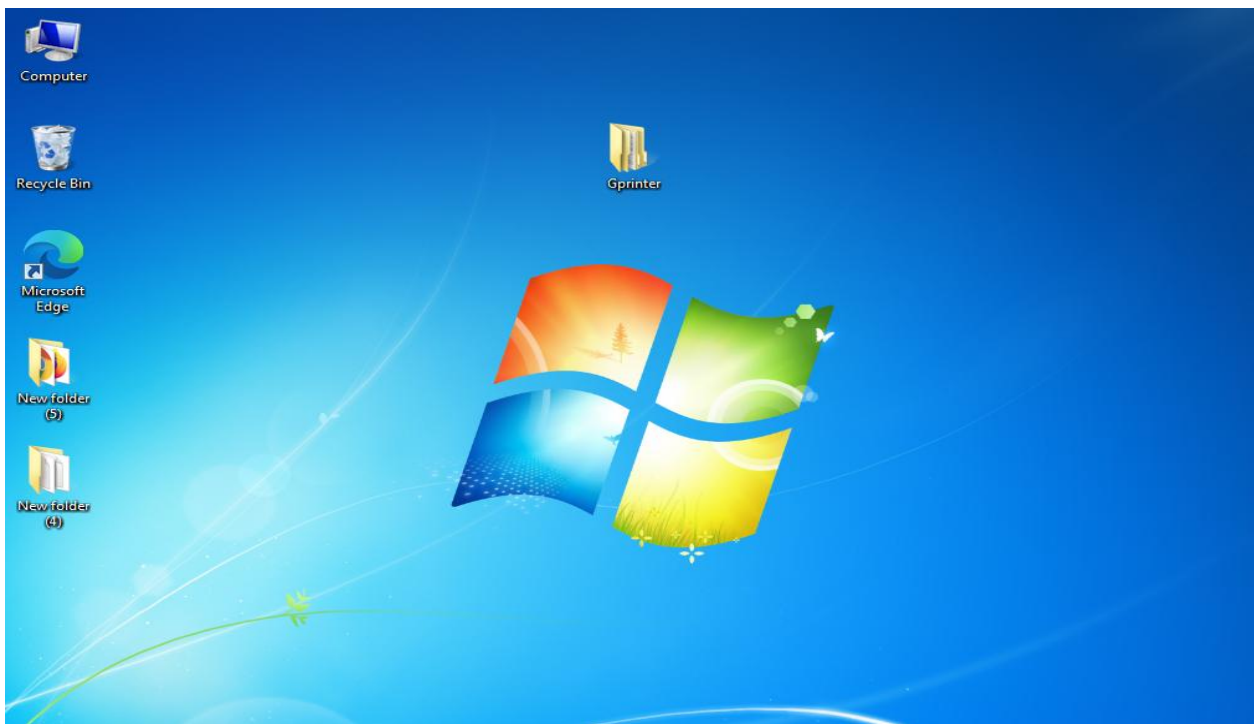 Computer
Recycle Bin
Gprinter
Microsoft
Edge
New folder
(5)
New folder
(4)